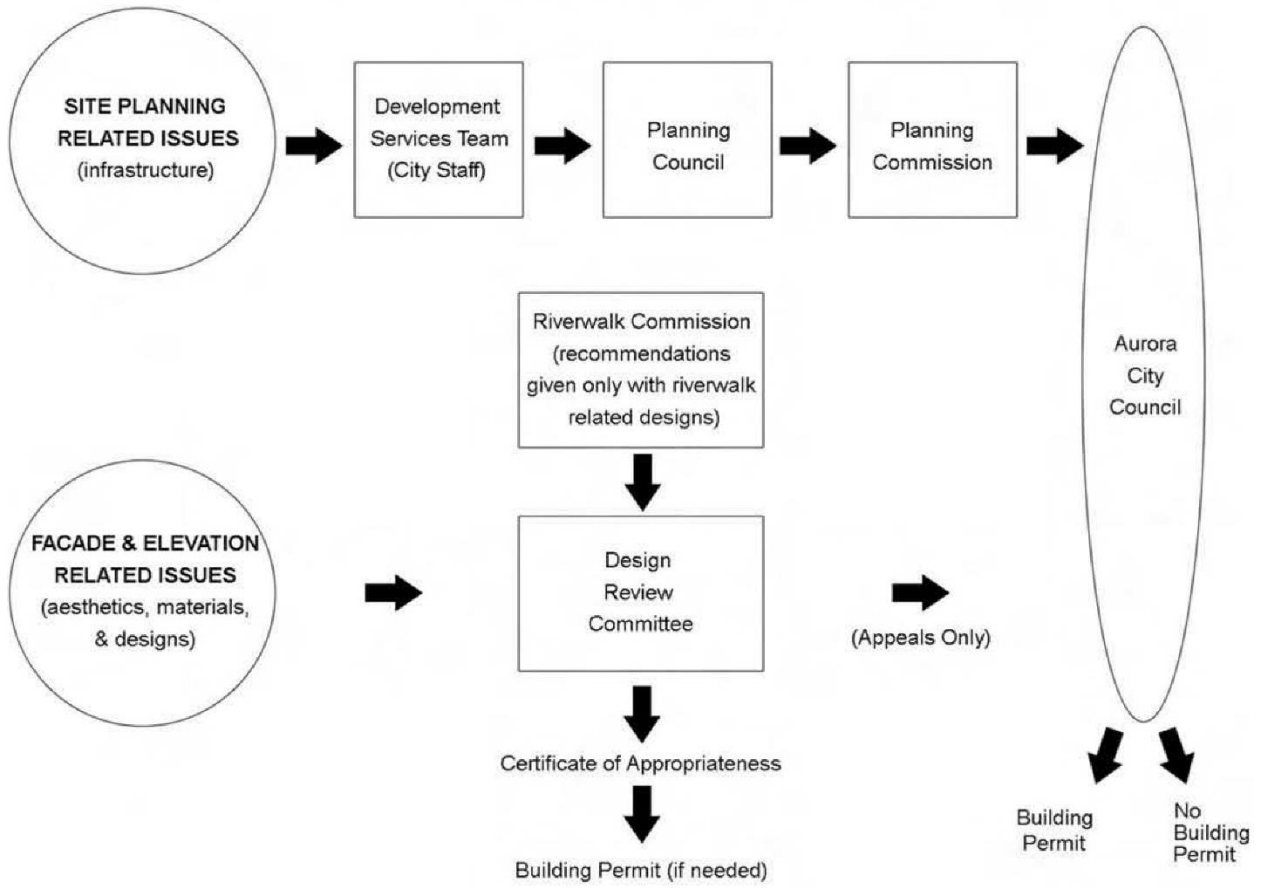 SITE PLANNING
RELATED ISSUES
(infrastructure)
Development
Services Team
(City Staff)
Planning
Council
Planning
Commission
Riverwalk Commission
(recommendations
given only with riverwalk
related designs)
Aurora
City
Council
FACADE & ELEVATION
RELATED ISSUES
(aesthetics, materials,
& designs)
Design
Review
Committee
(Appeals Only)
Certificate of Appropriateness
Building Permit (if needed)
Building
Permit
No
Building
Permit